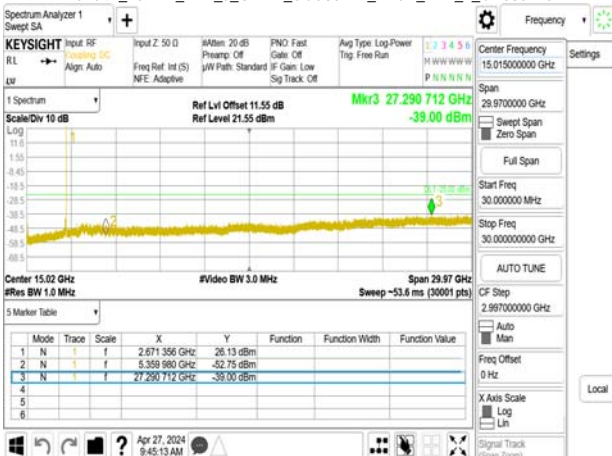 Spectrum Analyzer 1
Swept SA
Frequency
KEYSIGHT Input: RF
RL
Coupling: DC
Align: Auto
Input Z: 50 Ω
Freq Ref: Int (S)
NFE: Adaptive
#Atten: 20 dB
Preamp: Off
µW Path: Standard
PNO: Fast
Gate: Off
IF Gain: Low
Sig Track: Off
Avg Type: Log-Power
Trig: Free Run
1 2 3 4 5 6
M W W W W W
P N N N N N
Center Frequency
15.015000000 GHz
Settings
1 Spectrum
Scale/Div 10 dB
Log
Ref Lvl Offset 11.55 dB
Ref Level 21.55 dBm
Mkr3 27.290 712 GHz
-39.00 dBm
Span
29.9700000 GHz
Swept Span
Zero Span
Full Span
Start Freq
30.000000 MHz
Stop Freq
30.000000000 GHz
AUTO TUNE
CF Step
2.997000000 GHz
Auto
Man
Freq Offset
0 Hz
X Axis Scale
Log
Lin
Signal Track
(Span Zoom)
Local
11.6
1.55
-8.45
-18.5
-28.5
-38.5
-48.5
-58.5
-68.5
1
2
3
Center 15.02 GHz
#Res BW 1.0 MHz
#Video BW 3.0 MHz
Span 29.97 GHz
Sweep ~53.6 ms (30001 pts)
5 Marker Table
Mode Trace Scale X Y Function Function Width Function Value
1 N 1 f 2.671 356 GHz 26.13 dBm
2 N 1 f 5.359 980 GHz -52.75 dBm
3 N 1 f 27.290 712 GHz -39.00 dBm
4
5
6
Apr 27, 2024
9:45:13 AM